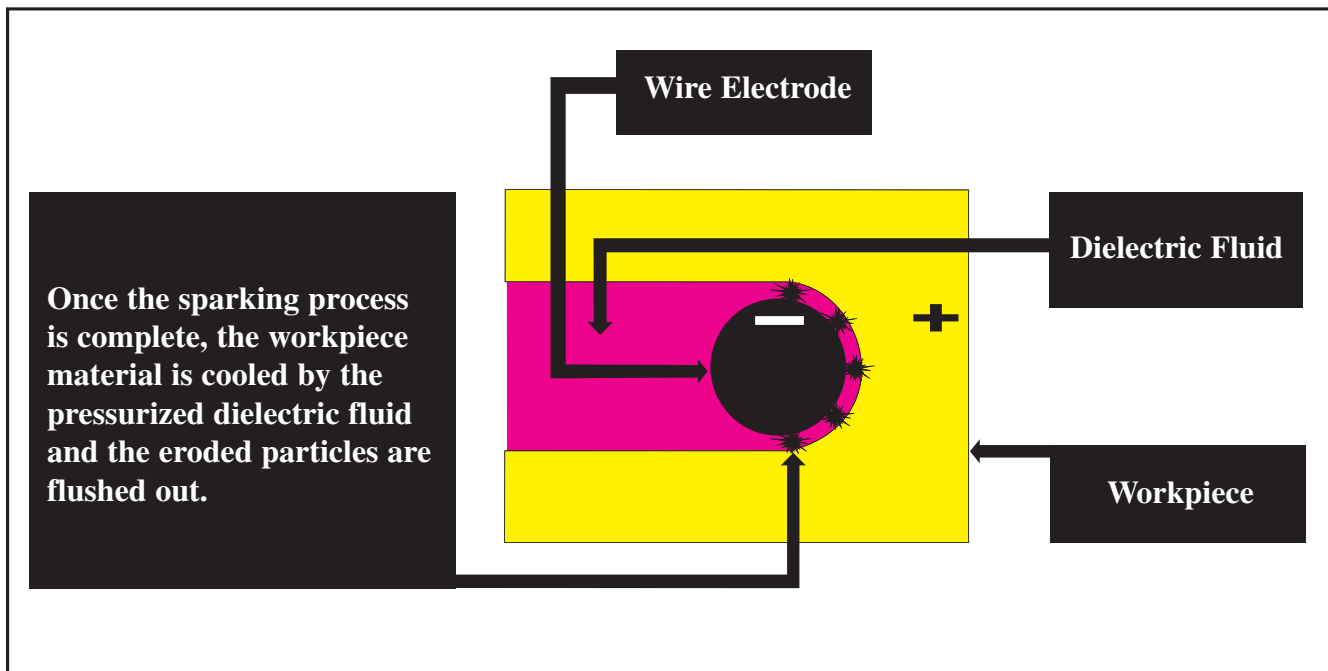 Wire Electrode
Dielectric Fluid
Once the sparking process
is complete, the workpiece
material is cooled by the
pressurized dielectric fluid
and the eroded particles are
flushed out.
Workpiece